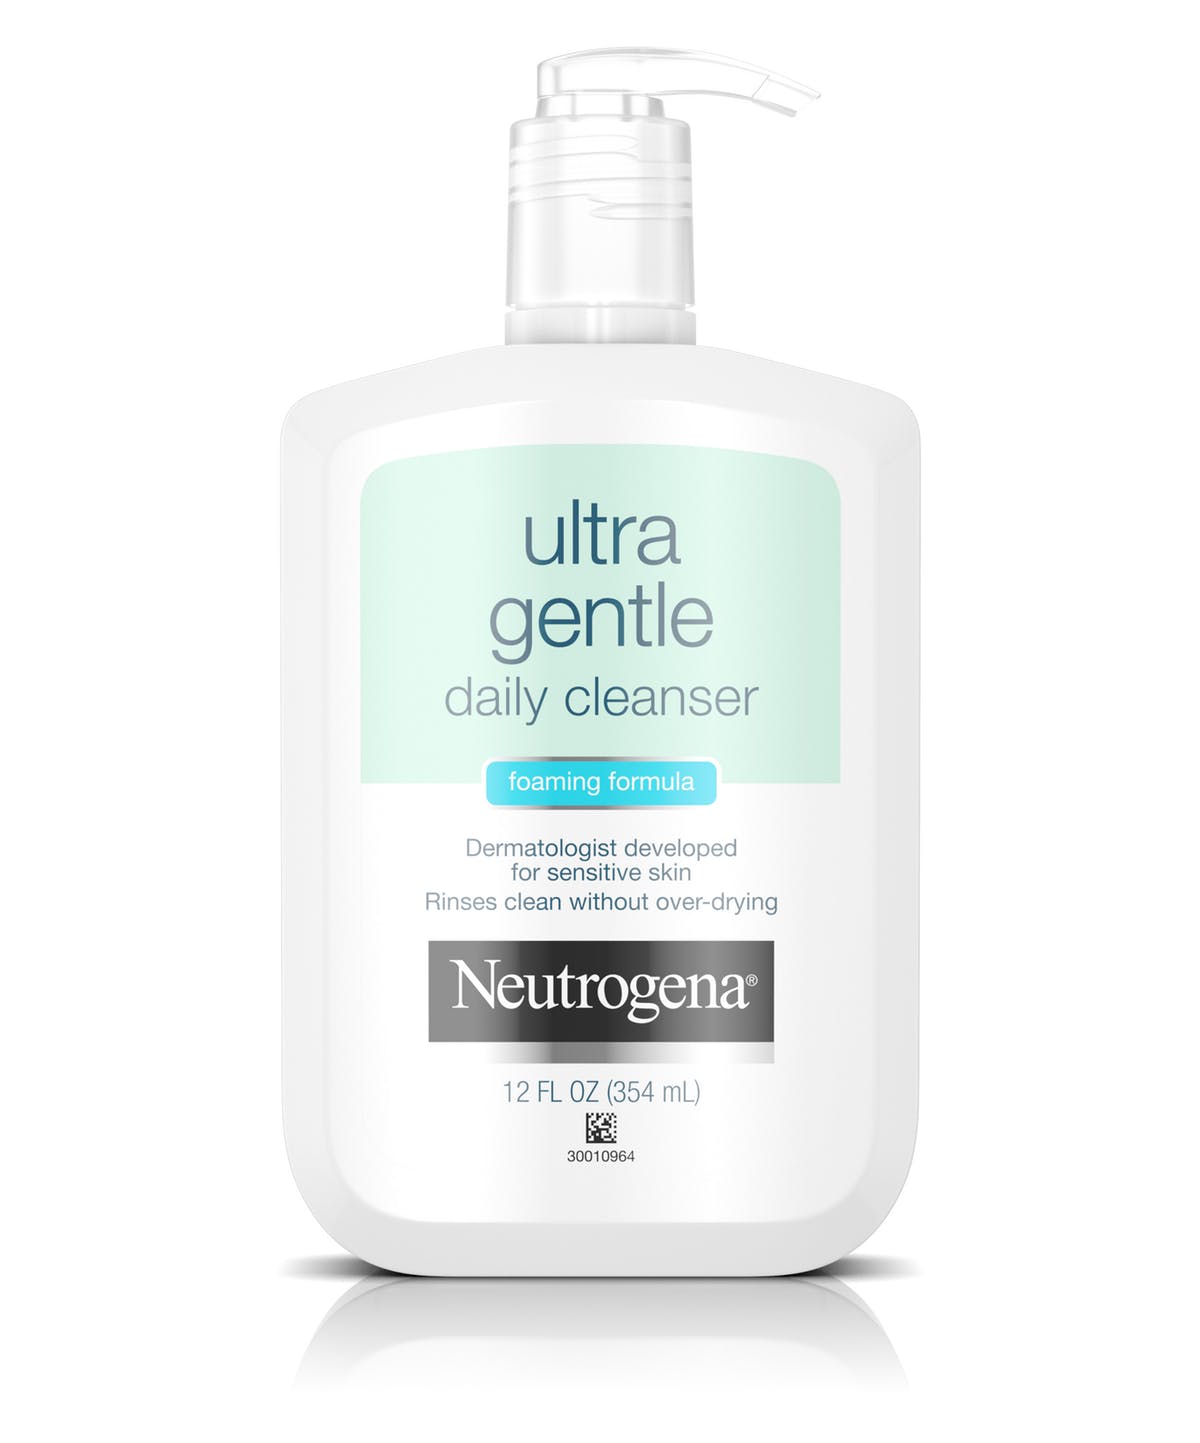 ultra
gentle
daily cleanser
foaming formula
Dermatologist developed
for sensitive skin
Rinses clean without over-drying
Neutrogena®
12 FL OZ (354 mL)
30010964